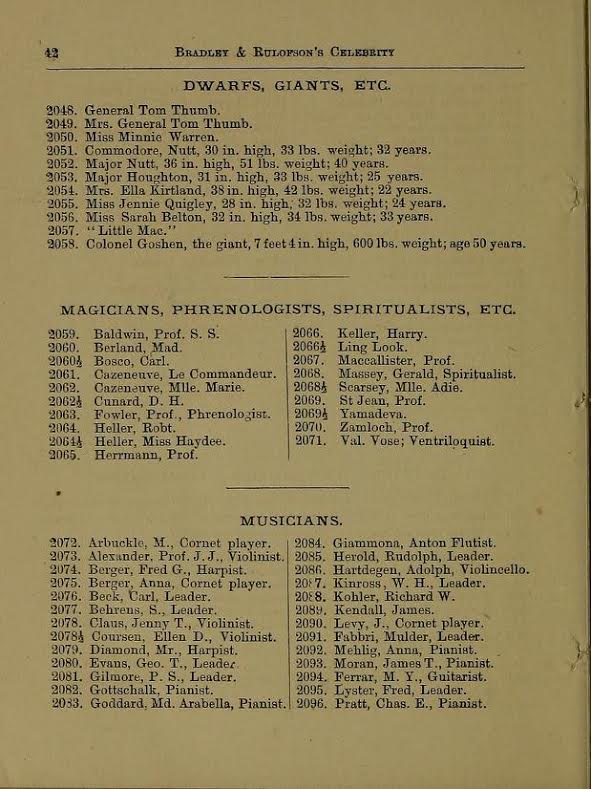 42
BRADLEY & RULOFSON'S CELEBRITY
DWARFS, GIANTS, ETC.
2048. General Tom Thumb.
2049. Mrs. General Tom Thumb.
2050. Miss Minnie Warren.
2051. Commodore, Nutt, 30 in. high, 33 lbs. weight; 32 years.
2052. Major Nutt, 36 in. high, 51 lbs. weight; 40 years.
2053. Major Houghton, 31 in. high, 33 lbs. weight; 25 years.
2054. Mrs. Ella Kirtland, 38 in. high, 42 lbs. weight; 22 years.
2055. Miss Jennie Quigley, 28 in. high, 32 lbs. weight; 24 years.
2056. Miss Sarah Belton, 32 in. high, 34 lbs. weight; 33 years.
2057. "Little Mac."
2058. Colonel Goshen, the giant, 7 feet 4 in. high, 600 lbs. weight; age 50 years.
MAGICIANS, PHRENOLOGISTS, SPIRITUALISTS, ETC.
2059. Baldwin, Prof. S. S.
2060. Berland, Mad.
2060½ Bosco, Carl.
2061. Cazeneuve, Le Commandeur.
2062. Cazeneuve, Mlle. Marie.
2062½ Cunard, D. H.
2063. Fowler, Prof., Phrenologist.
2064. Heller, Robt.
2064½ Heller, Miss Haydee.
2065. Herrmann, Prof.
2066. Keller, Harry.
2066½ Ling Look.
2067. Maccallister, Prof.
2068. Massey, Gerald, Spiritualist.
2068½ Scarsey, Mlle. Adie.
2069. St Jean, Prof.
2069½ Yamadeva.
2070. Zamloch, Prof.
2071. Val. Vose; Ventriloquist.
MUSICIANS.
2072. Arbuckle, M., Cornet player.
2073. Alexander, Prof. J. J., Violinist.
2074. Berger, Fred G., Harpist.
2075. Berger, Anna, Cornet player.
2076. Beck, Carl, Leader.
2077. Behrens, S., Leader.
2078. Claus, Jenny T., Violinist.
2078½ Coursen, Ellen D., Violinist.
2079. Diamond, Mr., Harpist.
2080. Evans, Geo. T., Leader.
2081. Gilmore, P. S., Leader.
2082. Gottschalk, Pianist.
2083. Goddard, Md. Arabella, Pianist.
2084. Giammona, Anton Flutist.
2085. Herold, Rudolph, Leader.
2086. Hartdegen, Adolph, Violincello.
2087. Kinross, W. H., Leader.
2088. Kohler, Richard W.
2089. Kendall, James.
2090. Levy, J., Cornet player.
2091. Fabbri, Mulder, Leader.
2092. Mehlig, Anna, Pianist.
2093. Moran, James T., Pianist.
2094. Ferrar, M. Y., Guitarist.
2095. Lyster, Fred, Leader.
2096. Pratt, Chas. E., Pianist.